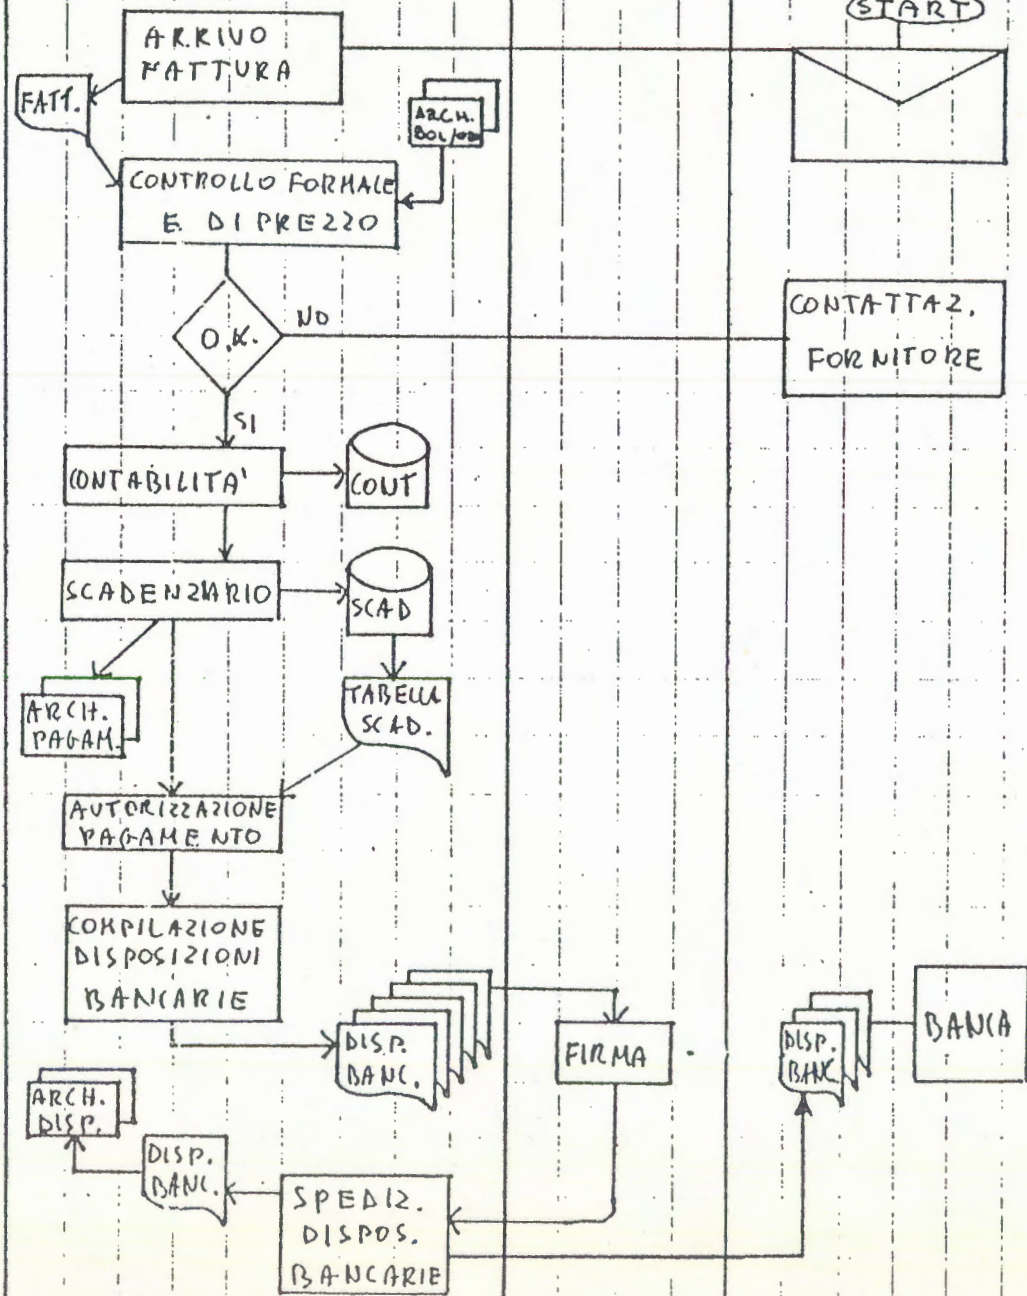 START
ARRIVO
FATTURA
FATT.
ARCH.
CONTROLLO FORMALE
E DI PREZZO
O.K.
NO
CONTATTAZ.
FORNITORE
SI
CONTABILITA'
CONT
SCADENZIARIO
SCAD
ARCH.
PAGAM.
TABELLA
SCAD.
AUTORIZZAZIONE
PAGAMENTO
COMPILAZIONE
DISPOSIZIONI
BANCARIE
DISP.
BANC.
FIRMA
DISP.
BANC.
BANCA
ARCH.
DISP.
DISP.
BANC.
SPEDIZ.
DISPOS.
BANCARIE